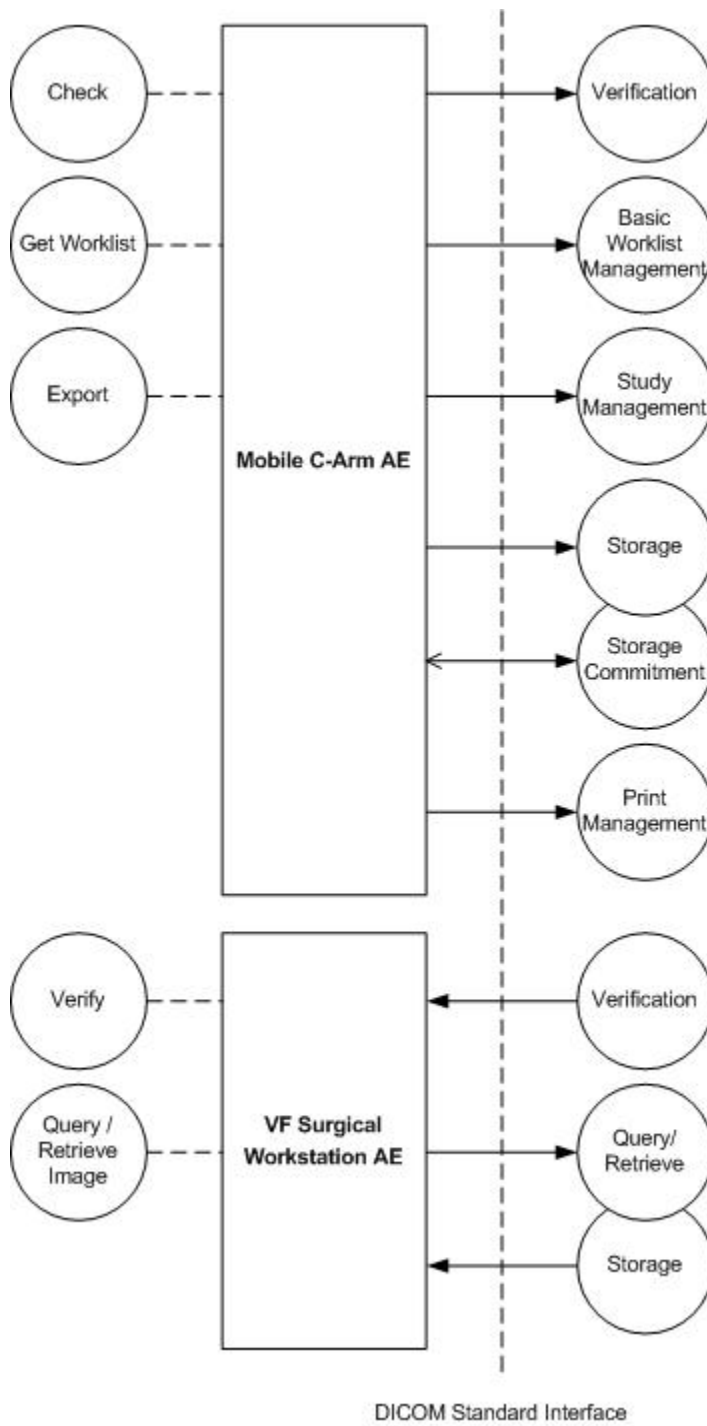 Check
Verification
Get Worklist
Basic
Worklist
Management
Export
Study
Management
Mobile C-Arm AE
Storage
Storage
Commitment
Print
Management
Verify
Verification
Query /
Retrieve
Image
VF Surgical
Workstation AE
Query/
Retrieve
Storage
DICOM Standard Interface